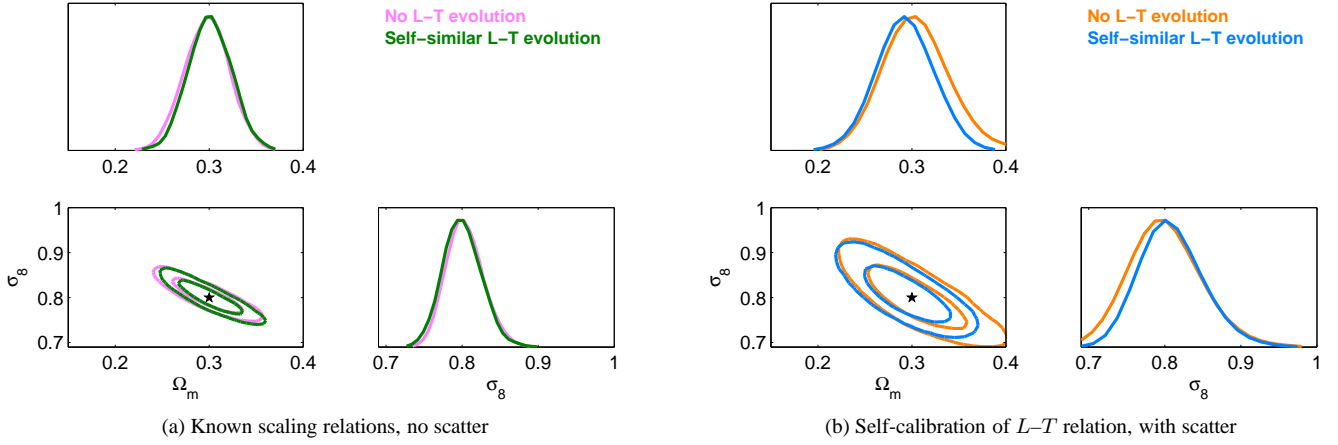 No L–T evolution
Self–similar L–T evolution
0.2 0.3 0.4
1
0.9
0.8
0.7
σ8
0.2 0.3 0.4
Ωm
0.7 0.8 0.9 1
σ8
(a) Known scaling relations, no scatter
No L–T evolution
Self–similar L–T evolution
0.2 0.3 0.4
1
0.9
0.8
0.7
σ8
0.2 0.3 0.4
Ωm
0.7 0.8 0.9 1
σ8
(b) Self-calibration of L–T relation, with scatter